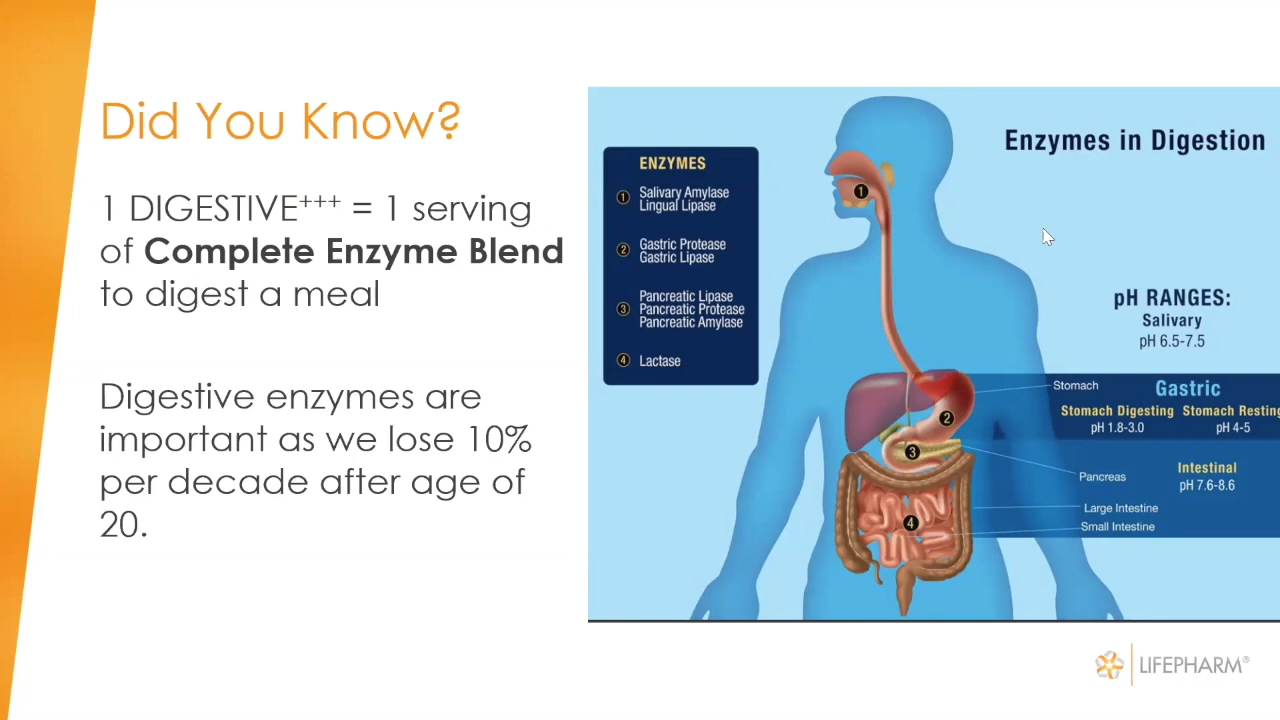 Did You Know?
1 DIGESTIVE+++ = 1 serving
of Complete Enzyme Blend
to digest a meal
Digestive enzymes are
important as we lose 10%
per decade after age of
20.
Enzymes in Digestion
ENZYMES
1 Salivary Amylase
Lingual Lipase
2 Gastric Protease
Gastric Lipase
3 Pancreatic Lipase
Pancreatic Protease
Pancreatic Amylase
4 Lactase
1
2
3
4
pH RANGES:
Salivary
pH 6.5-7.5
Stomach
Gastric
Stomach Digesting Stomach Resting
pH 1.8-3.0 pH 4-5
Pancreas
Intestinal
pH 7.6-8.6
Large Intestine
Small Intestine
LIFEPHARM®